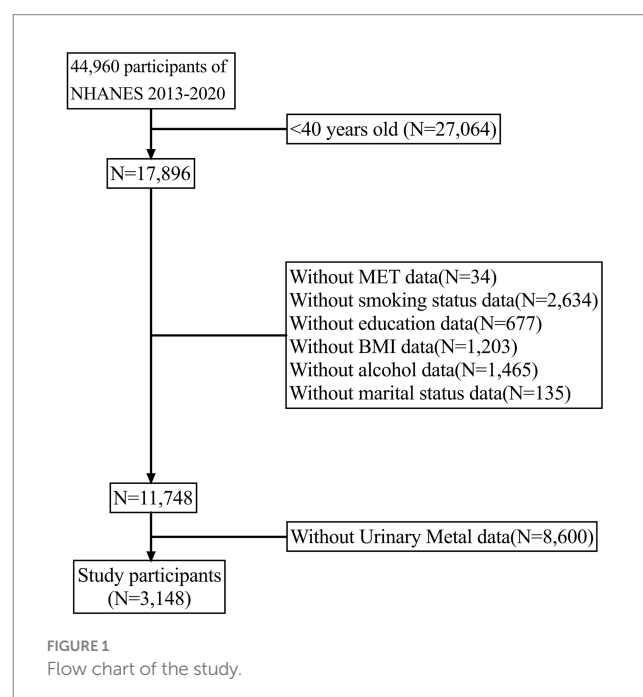 44,960 participants of
NHANES 2013-2020
<40 years old (N=27,064)
N=17,896
Without MET data(N=34)
Without smoking status data(N=2,634)
Without education data(N=677)
Without BMI data(N=1,203)
Without alcohol data(N=1,465)
Without marital status data(N=135)
N=11,748
Without Urinary Metal data(N=8,600)
Study participants
(N=3,148)
FIGURE 1
Flow chart of the study.